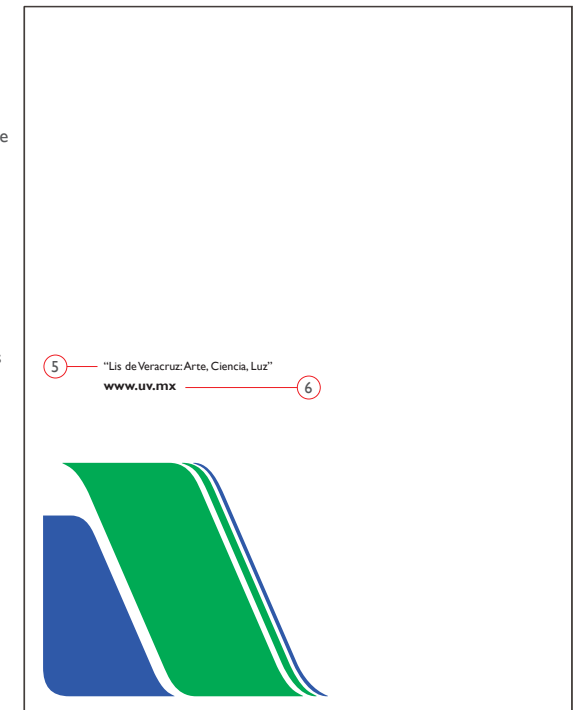 e
s
5 “Lis de Veracruz: Arte, Ciencia, Luz”
www.uv.mx 6